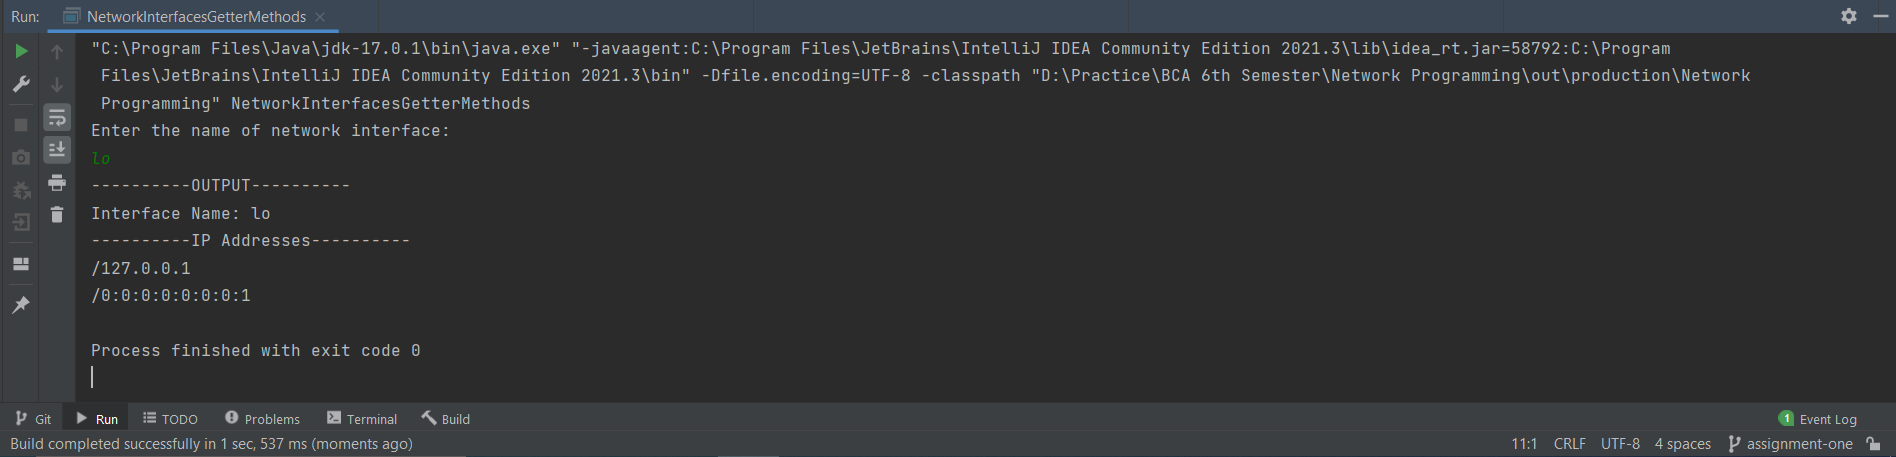 Run: NetworkInterfacesGetterMethods
"C:\Program Files\Java\jdk-17.0.1\bin\java.exe" "-javaagent:C:\Program Files\JetBrains\IntelliJ IDEA Community Edition 2021.3\lib\idea_rt.jar=58792:C:\Program
Files\JetBrains\IntelliJ IDEA Community Edition 2021.3\bin" -Dfile.encoding=UTF-8 -classpath "D:\Practice\BCA 6th Semester\Network Programming\out\production\Network
Programming" NetworkInterfacesGetterMethods
Enter the name of network interface:
lo
----------OUTPUT----------
Interface Name: lo
----------IP Addresses----------
/127.0.0.1
/0:0:0:0:0:0:0:1
Process finished with exit code 0
Git Run TODO Problems Terminal Build 1 Event Log
Build completed successfully in 1 sec, 537 ms (moments ago) 11:1 CRLF UTF-8 4 spaces assignment-one